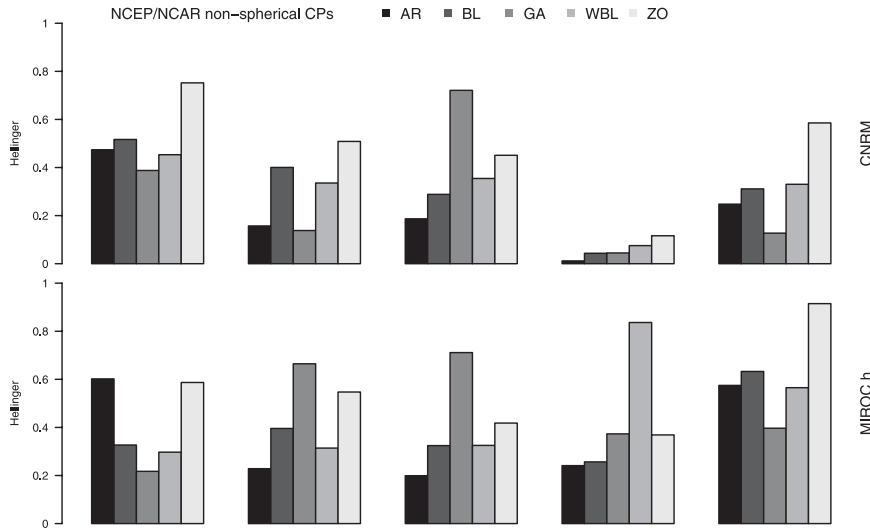 NCEP/NCAR non-spherical CPs AR BL GA WBL ZO
1
0.8
0.6
0.4
0.2
0
Hellinger
CNRM
1
0.8
0.6
0.4
0.2
0
Hellinger
MIROC.h